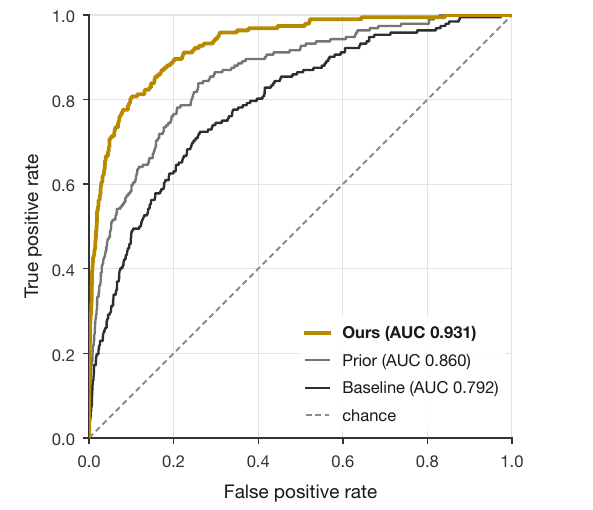 1.0
0.8
0.6
0.4
0.2
0.0
True positive rate
Ours (AUC 0.931)
Prior (AUC 0.860)
Baseline (AUC 0.792)
chance
0.0 0.2 0.4 0.6 0.8 1.0
False positive rate